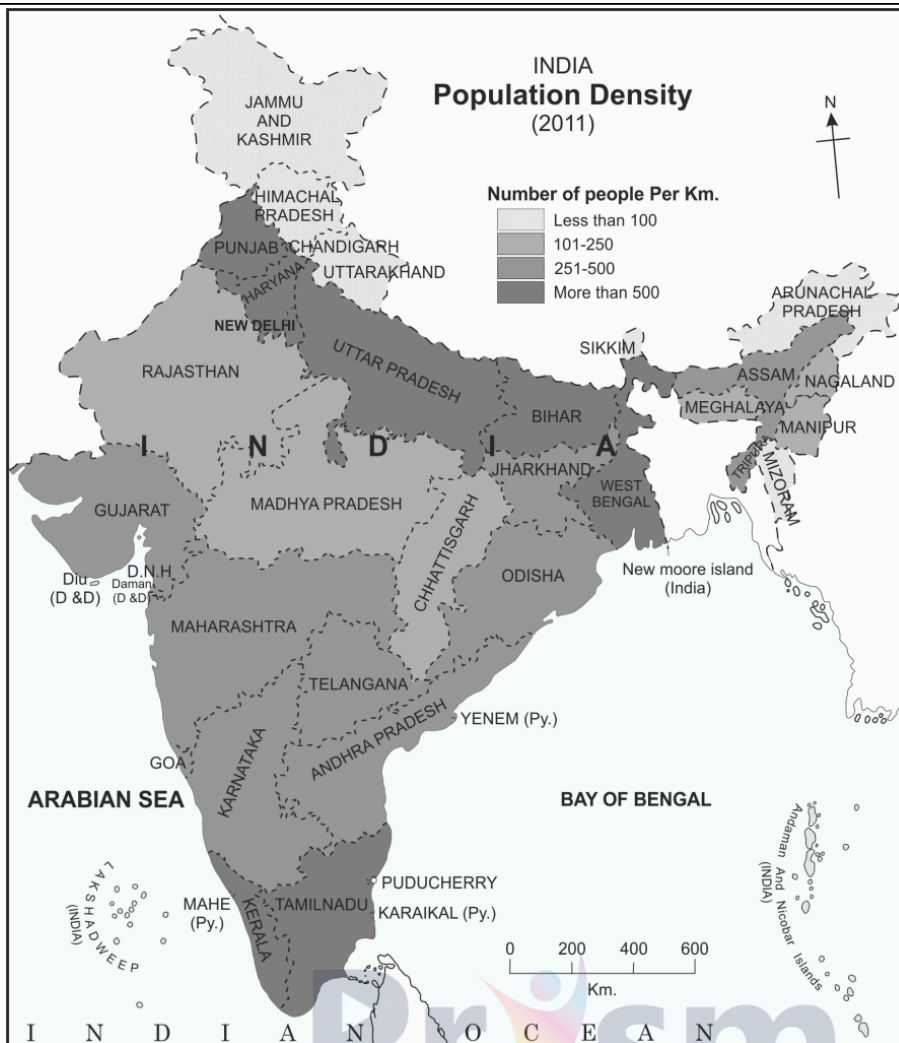 INDIA
Population Density
(2011)
N
Number of people Per Km.
Less than 100
101-250
251-500
More than 500
JAMMU
AND
KASHMIR
HIMACHAL
PRADESH
PUNJAB
CHANDIGARH
UTTARAKHAND
HARYANA
NEW DELHI
RAJASTHAN
UTTAR PRADESH
SIKKIM
ARUNACHAL
PRADESH
ASSAM
NAGALAND
BIHAR
MEGHALAYA
MANIPUR
I N D I A
JHARKHAND
TRIPURA
MIZORAM
WEST
BENGAL
GUJARAT
MADHYA PRADESH
CHHATTISGARH
ODISHA
New moore island
(India)
Diu
(D &D)
D.N.H.
Daman
(D &D)
MAHARASHTRA
TELANGANA
ANDHRA PRADESH
YENEM (Py.)
GOA
KARNATAKA
ARABIAN SEA
BAY OF BENGAL
Andaman And Nicobar Islands
(INDIA)
LAKSHADWEEP
(INDIA)
MAHE
(Py.)
KERALA
TAMILNADU
PUDUCHERRY
KARAIKAL (Py.)
0 200 400 600
Km.
Prism
I N D I A N O C E A N